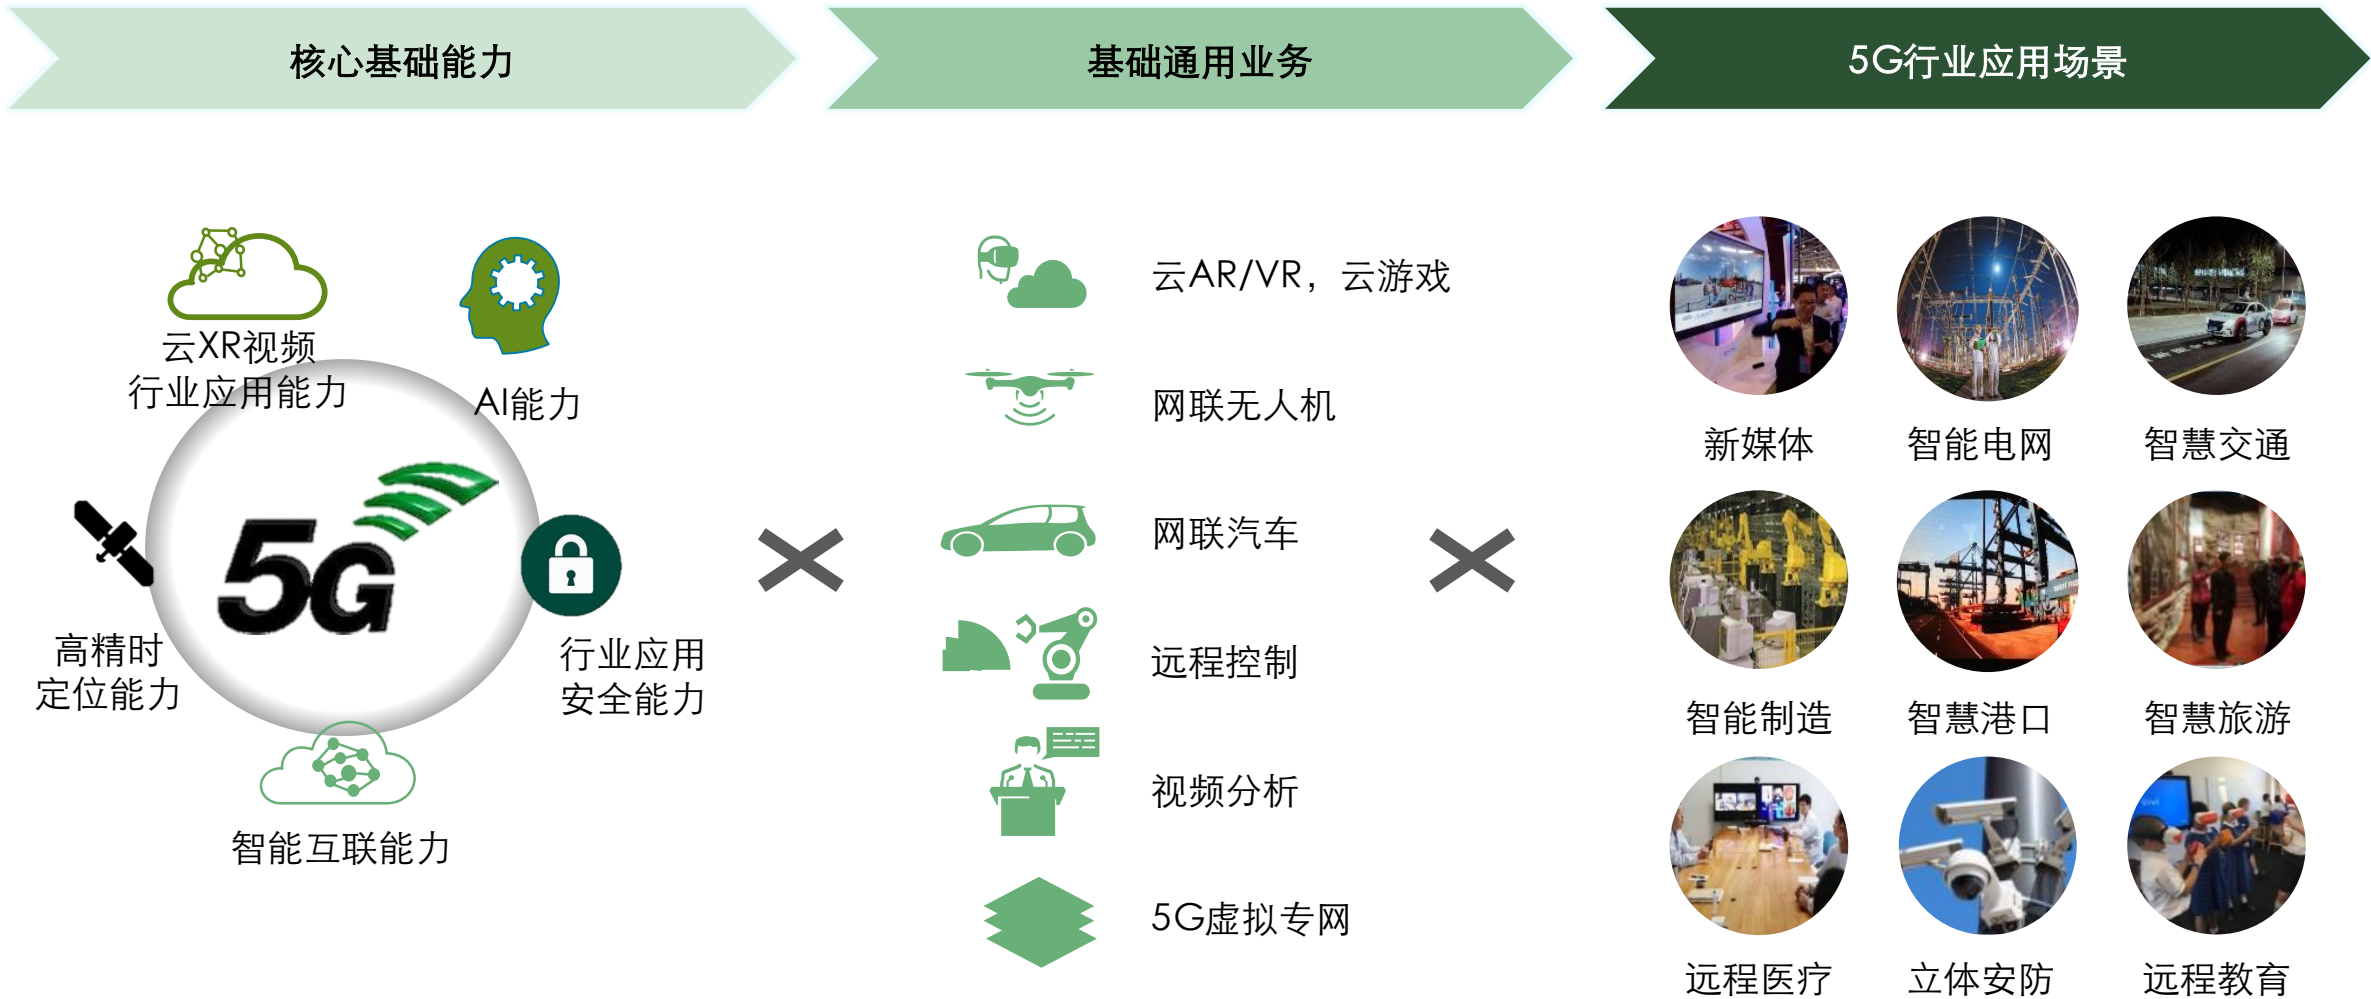 核心基础能力
基础通用业务
5G行业应用场景
云XR视频
行业应用能力
AI能力
5G
高精时
定位能力
行业应用
安全能力
智能互联能力
云AR/VR，云游戏
网联无人机
网联汽车
远程控制
视频分析
5G虚拟专网
新媒体
智能电网
智慧交通
智能制造
智慧港口
智慧旅游
远程医疗
立体安防
远程教育